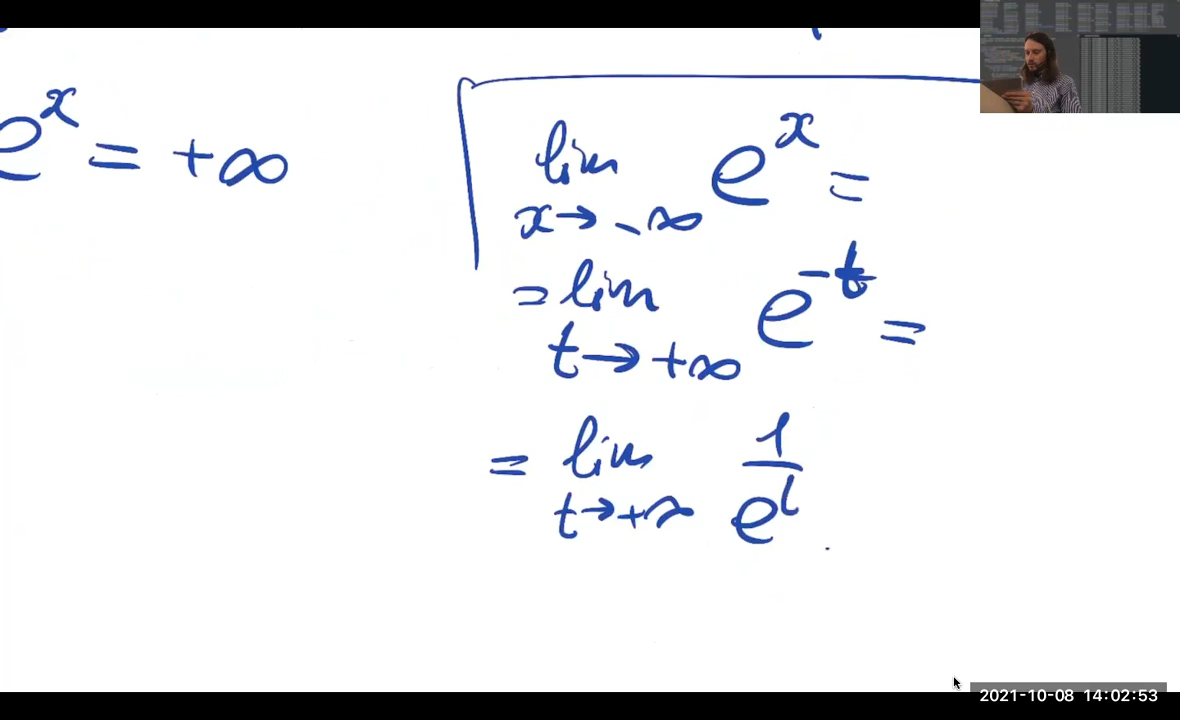 e^x = +∞
lim e^x =
x → -∞
= lim e^{-t} =
t → +∞
= lim 1/e^t
t → +∞
2021-10-08 14:02:53